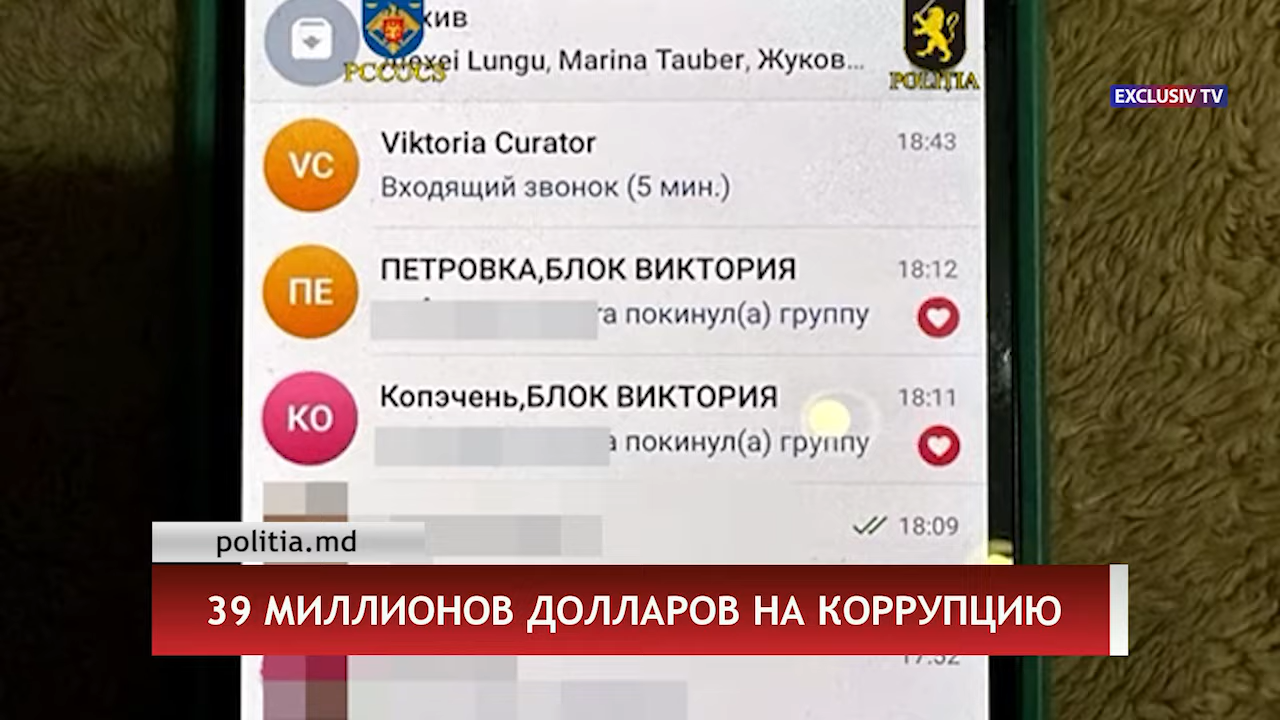 хив
PCCOCS
Lungu, Marina Tauber, Жуков...
POLIȚIA
EXCLUSIV TV
VC
Viktoria Curator
18:43
Входящий звонок (5 мин.)
ПЕ
ПЕТРОВКА,БЛОК ВИКТОРИЯ
18:12
покинул(а) группу
КО
Копэчень,БЛОК ВИКТОРИЯ
18:11
покинул(а) группу
18:09
politia.md
39 МИЛЛИОНОВ ДОЛЛАРОВ НА КОРРУПЦИЮ